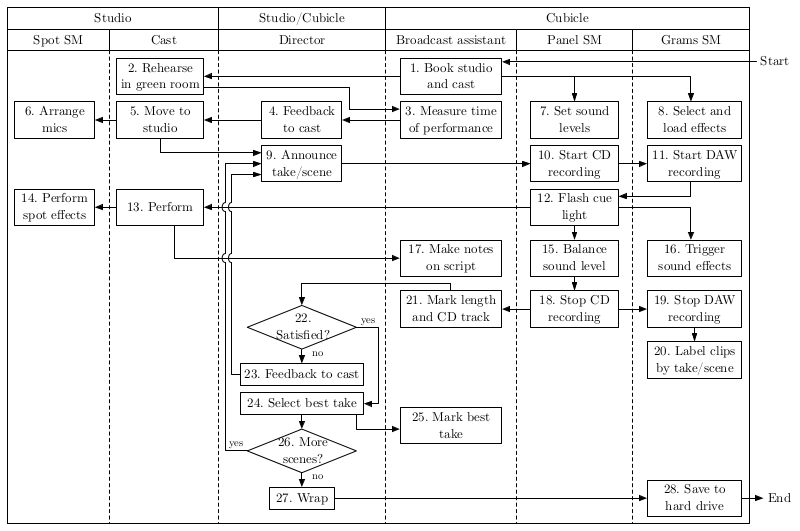 Studio
Studio/Cubicle
Cubicle
Spot SM
Cast
Director
Broadcast assistant
Panel SM
Grams SM
Start
2. Rehearse
in green room
1. Book studio
and cast
6. Arrange
mics
5. Move to
studio
4. Feedback
to cast
3. Measure time
of performance
7. Set sound
levels
8. Select and
load effects
9. Announce
take/scene
10. Start CD
recording
11. Start DAW
recording
14. Perform
spot effects
13. Perform
12. Flash cue
light
17. Make notes
on script
15. Balance
sound level
16. Trigger
sound effects
21. Mark length
and CD track
18. Stop CD
recording
19. Stop DAW
recording
22.
Satisfied?
yes
no
20. Label clips
by take/scene
23. Feedback to cast
24. Select best take
25. Mark best
take
yes
26. More
scenes?
no
27. Wrap
28. Save to
hard drive
End